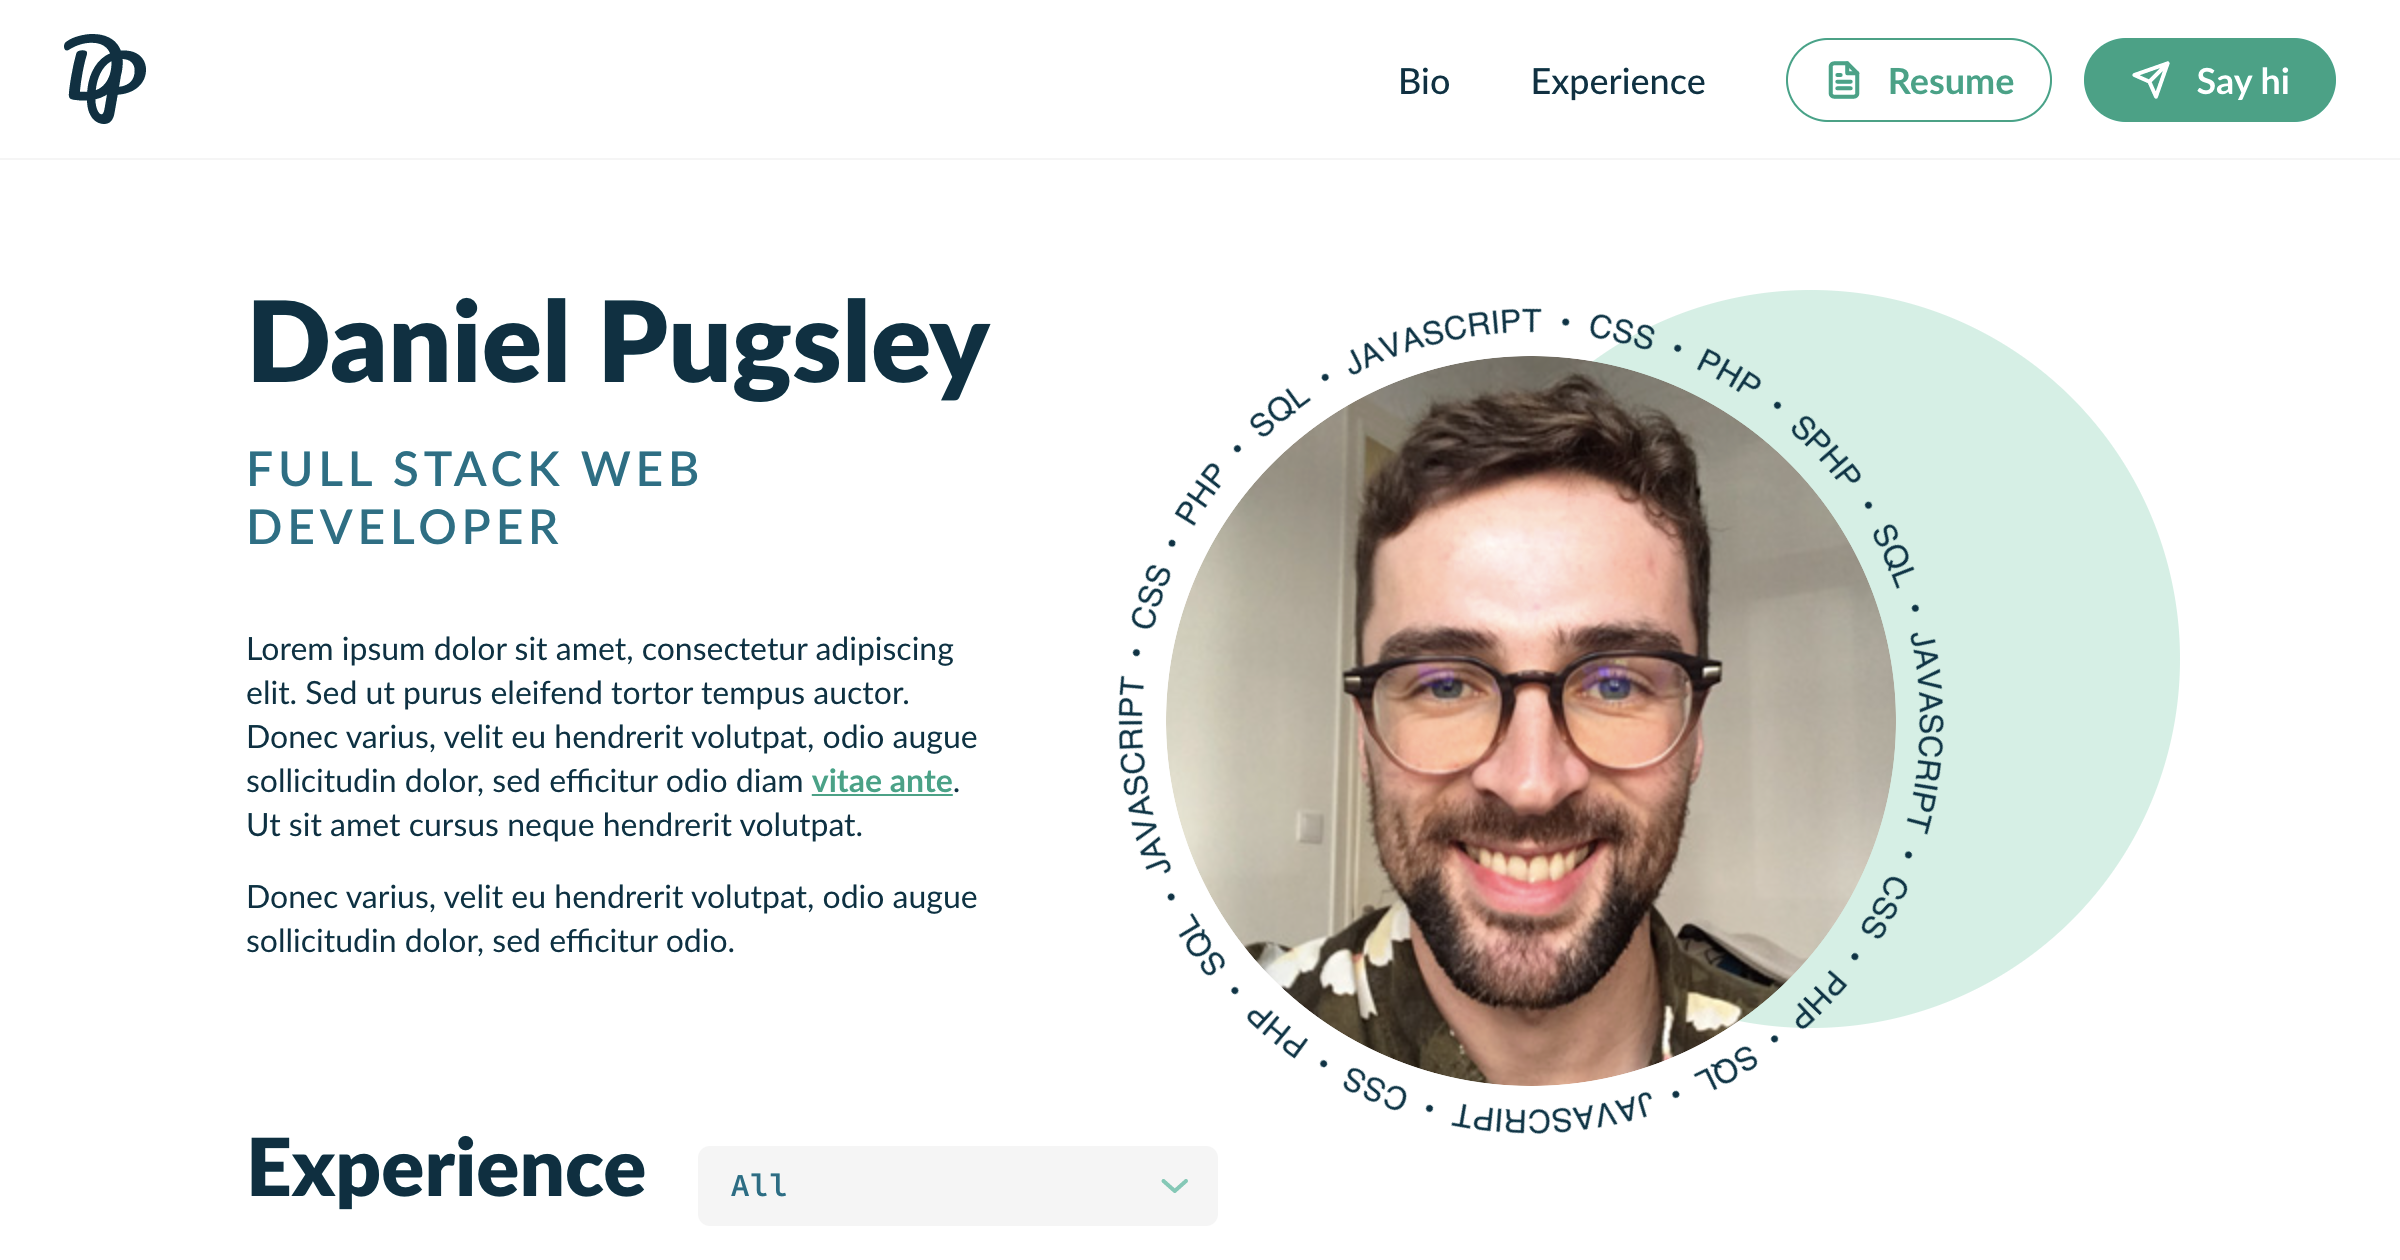 DP
Bio
Experience
Resume
Say hi
Daniel Pugsley
FULL STACK WEB
DEVELOPER
Lorem ipsum dolor sit amet, consectetur adipiscing
elit. Sed ut purus eleifend tortor tempus auctor.
Donec varius, velit eu hendrerit volutpat, odio augue
sollicitudin dolor, sed efficitur odio diam vitae ante.
Ut sit amet cursus neque hendrerit volutpat.
Donec varius, velit eu hendrerit volutpat, odio augue
sollicitudin dolor, sed efficitur odio.
JAVASCRIPT • CSS • PHP • SPHP • SQL • JAVASCRIPT • CSS • PHP • SQL • JAVASCRIPT • CSS • PHP • SQL • JAVASCRIPT • CSS • PHP • SQL •
Experience
All